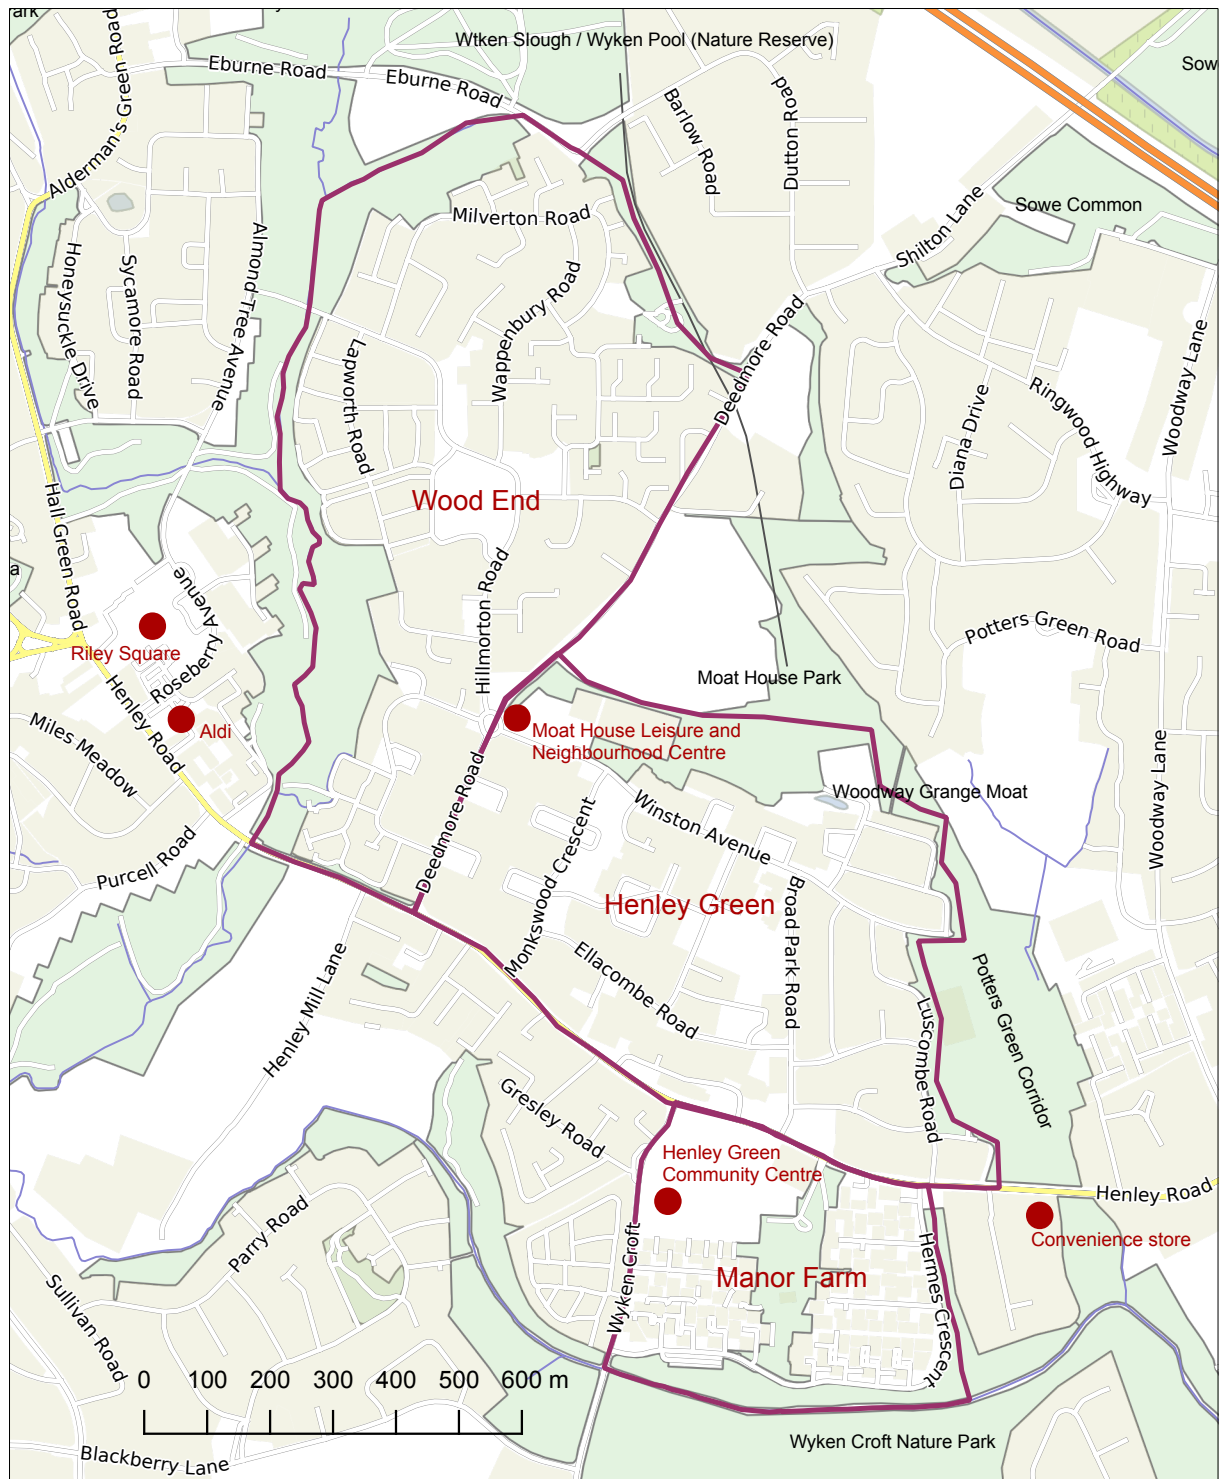 ark
Wtken Slough / Wyken Pool (Nature Reserve)
Eburne Road
Eburne Road
Sow
Alderman's Green Road
Barlow Road
Dutton Road
Shilton Lane
Sowe Common
Milverton Road
Honeysuckle Drive
Sycamore Road
Almond Tree Avenue
Wappenbury Road
Lapworth Road
Deedmore Road
Woodway Lane
Ringwood Highway
Diana Drive
Hall Green Road
Wood End
a
Roseberry Avenue
Riley Square
Hillmorton Road
Potters Green Road
Moat House Park
Henley Road
Miles Meadow
Aldi
Moat House Leisure and
Neighbourhood Centre
Woodway Lane
Woodway Grange Moat
Deedmore Road
Winston Avenue
Monkswood Crescent
Purcell Road
Henley Green
Broad Park Road
Ellacombe Road
Henley Mill Lane
Luscombe Road
Potters Green Corridor
Gresley Road
Henley Green
Community Centre
Henley Road
Parry Road
Convenience store
Wyken Croft
Manor Farm
Hermes Crescent
Sullivan Road
0 100 200 300 400 500 600 m
Wyken Croft Nature Park
Blackberry Lane